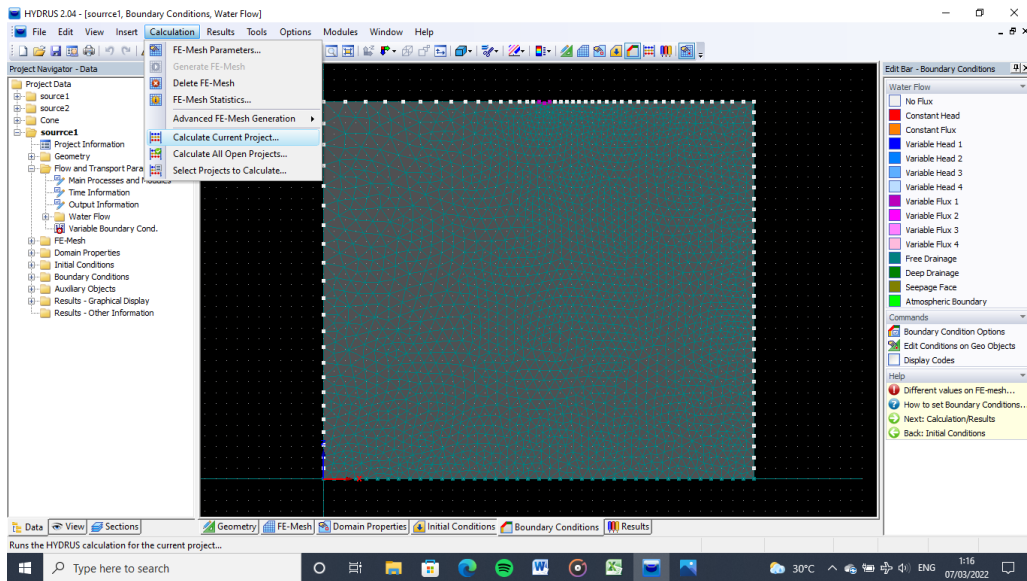 HYDRUS 2.04 - [sourrce1, Boundary Conditions, Water Flow]
File Edit View Insert Calculation Results Tools Options Modules Window Help
Project Navigator - Data
Project Data
source1
source2
Cone
sourrce1
Project Information
Geometry
Flow and Transport Para
Main Processes and Modules
Time Information
Output Information
Water Flow
Variable Boundary Cond.
FE-Mesh
Domain Properties
Initial Conditions
Boundary Conditions
Auxiliary Objects
Results - Graphical Display
Results - Other Information
FE-Mesh Parameters...
Generate FE-Mesh
Delete FE-Mesh
FE-Mesh Statistics...
Advanced FE-Mesh Generation
Calculate Current Project...
Calculate All Open Projects...
Select Projects to Calculate...
Edit Bar - Boundary Conditions
Water Flow
No Flux
Constant Head
Constant Flux
Variable Head 1
Variable Head 2
Variable Head 3
Variable Head 4
Variable Flux 1
Variable Flux 2
Variable Flux 3
Variable Flux 4
Free Drainage
Deep Drainage
Seepage Face
Atmospheric Boundary
Commands
Boundary Condition Options
Edit Conditions on Geo Objects
Display Codes
Help
Different values on FE-mesh...
How to set Boundary Conditions..
Next: Calculation/Results
Back: Initial Conditions
Data View Sections
Geometry FE-Mesh Domain Properties Initial Conditions Boundary Conditions Results
Runs the HYDRUS calculation for the current project...
Type here to search
30°C ENG
1:16
07/03/2022